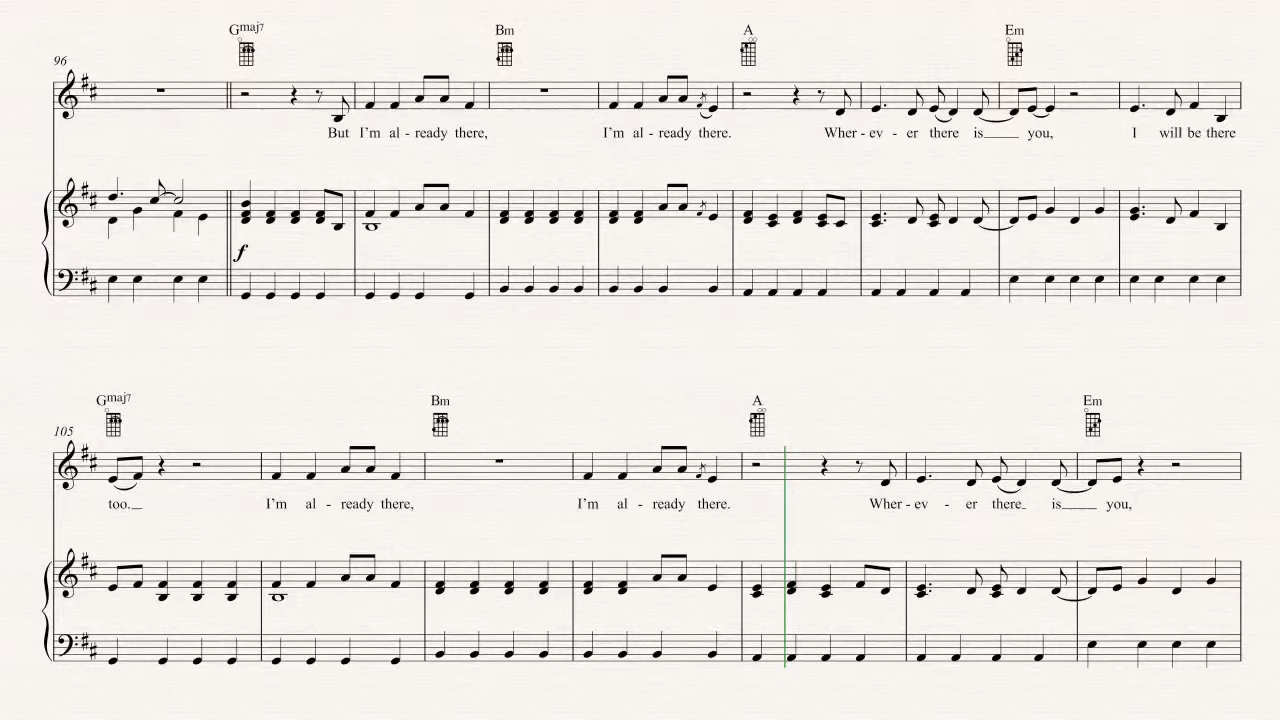 Gmaj7 Bm A Em
96
But I'm al - ready there, I'm al - ready there. Wher - ev - er there is you, I will be there
f
Gmaj7 Bm A Em
105
too. I'm al - ready there, I'm al - ready there. Wher - ev - er there is you,